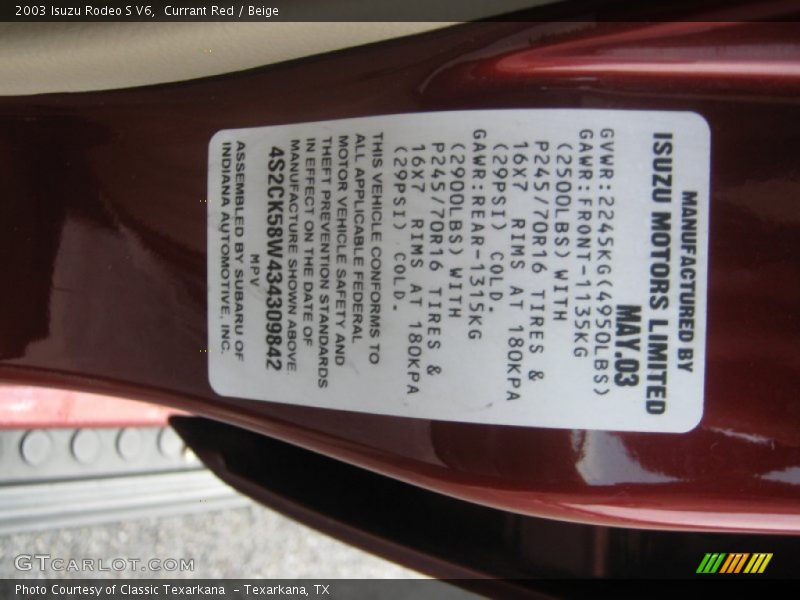 2003 Isuzu Rodeo S V6,  Currant Red / Beige
MANUFACTURED BY
ISUZU MOTORS LIMITED
MAY.03
GVWR:2245KG(4950LBS)
GAWR:FRONT-1135KG
(2500LBS) WITH
P245/70R16 TIRES &
16X7 RIMS AT 180KPA
(29PSI) COLD.
GAWR:REAR-1315KG
(2900LBS) WITH
P245/70R16 TIRES &
16X7 RIMS AT 180KPA
(29PSI) COLD.
THIS VEHICLE CONFORMS TO
ALL APPLICABLE FEDERAL
MOTOR VEHICLE SAFETY AND
THEFT PREVENTION STANDARDS
IN EFFECT ON THE DATE OF
MANUFACTURE SHOWN ABOVE.
4S2CK58W434309842
MPV
ASSEMBLED BY SUBARU OF
INDIANA AUTOMOTIVE, INC.
GTCARLOT.COM
Photo Courtesy of Classic Texarkana  - Texarkana, TX